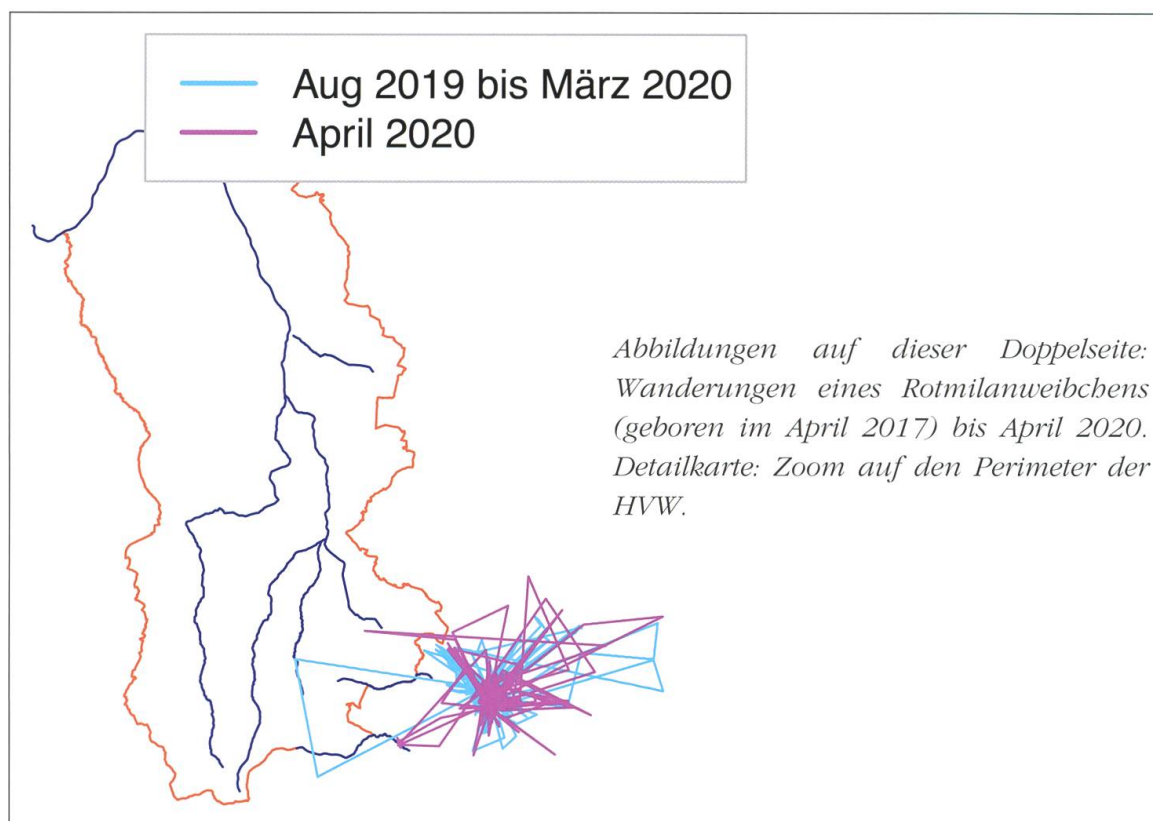 Aug 2019 bis März 2020
April 2020
Abbildungen auf dieser Doppelseite:
Wanderungen eines Rotmilanweibchens
(geboren im April 2017) bis April 2020.
Detailkarte: Zoom auf den Perimeter der
HVW.